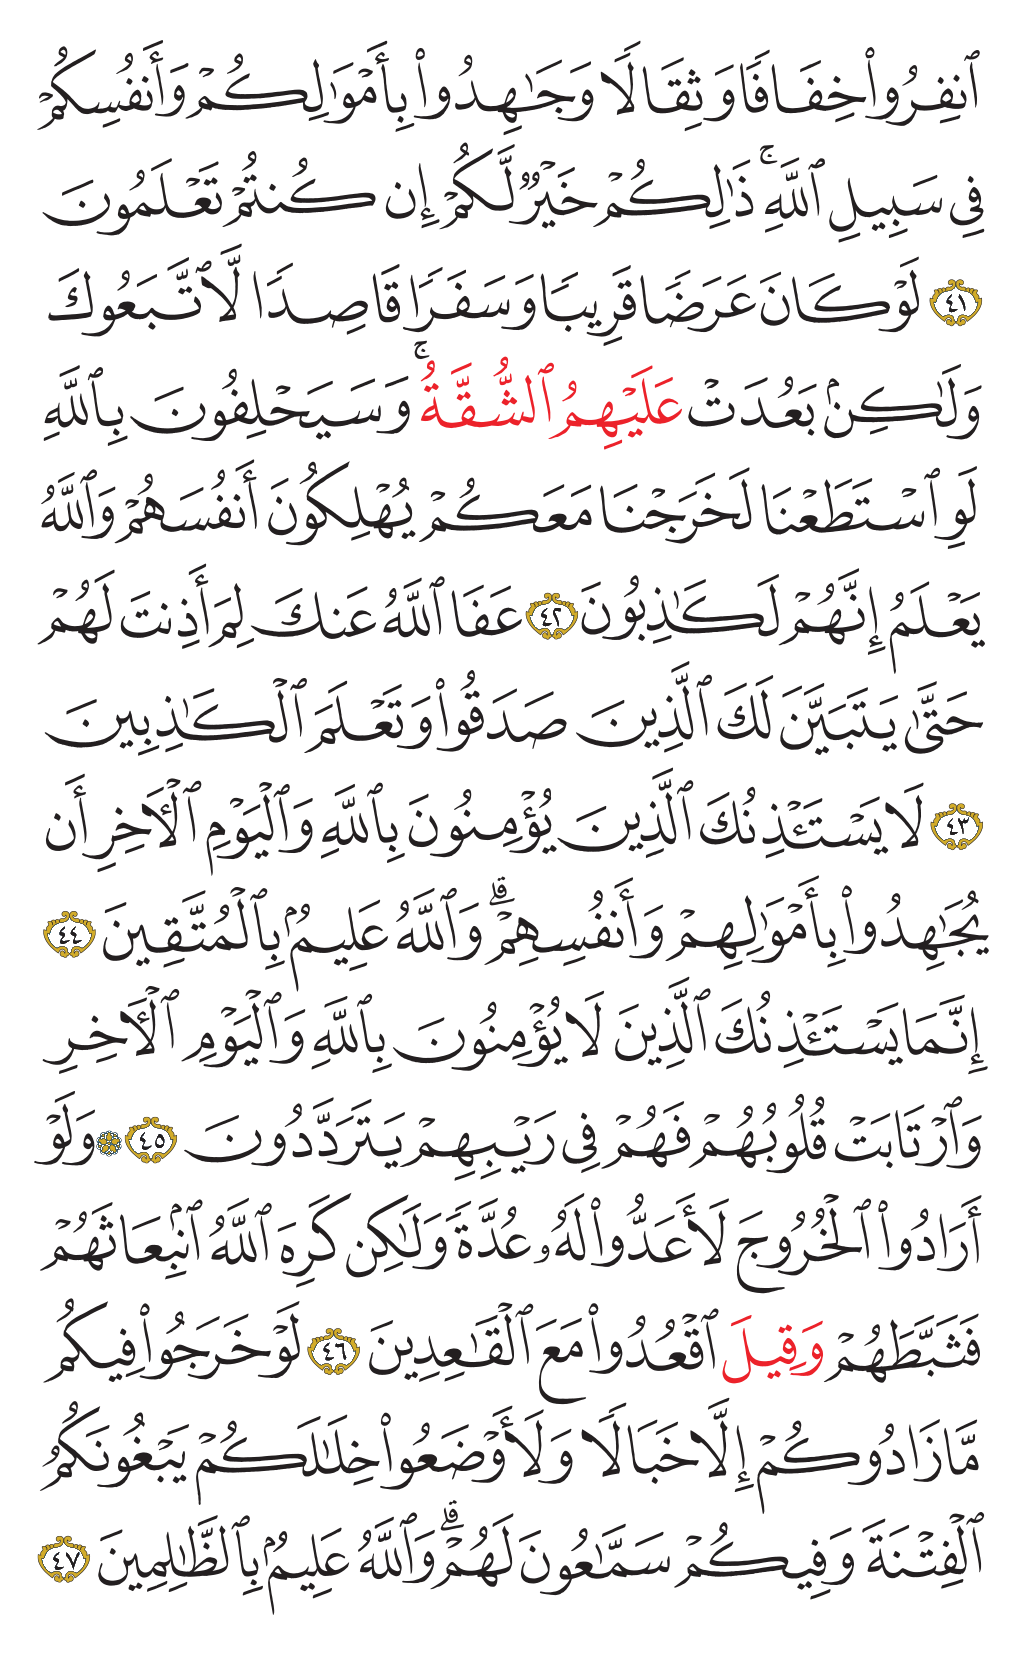 ٱنفِرُوا۟ خِفَافًا وَثِقَالًا وَجَٰهِدُوا۟ بِأَمْوَٰلِكُمْ وَأَنفُسِكُمْ
فِى سَبِيلِ ٱللَّهِ ۚ ذَٰلِكُمْ خَيْرٌ لَّكُمْ إِن كُنتُمْ تَعْلَمُونَ
٤١ لَوْ كَانَ عَرَضًا قَرِيبًا وَسَفَرًا قَاصِدًا لَّٱتَّبَعُوكَ
وَلَٰكِنۢ بَعُدَتْ عَلَيْهِمُ ٱلشُّقَّةُ ۚ وَسَيَحْلِفُونَ بِٱللَّهِ
لَوِ ٱسْتَطَعْنَا لَخَرَجْنَا مَعَكُمْ يُهْلِكُونَ أَنفُسَهُمْ وَٱللَّهُ
يَعْلَمُ إِنَّهُمْ لَكَٰذِبُونَ ٤٢ عَفَا ٱللَّهُ عَنكَ لِمَ أَذِنتَ لَهُمْ
حَتَّىٰ يَتَبَيَّنَ لَكَ ٱلَّذِينَ صَدَقُوا۟ وَتَعْلَمَ ٱلْكَٰذِبِينَ
٤٣ لَا يَسْتَـْٔذِنُكَ ٱلَّذِينَ يُؤْمِنُونَ بِٱللَّهِ وَٱلْيَوْمِ ٱلْـَٔاخِرِ أَن
يُجَٰهِدُوا۟ بِأَمْوَٰلِهِمْ وَأَنفُسِهِمْ ۗ وَٱللَّهُ عَلِيمٌۢ بِٱلْمُتَّقِينَ ٤٤
إِنَّمَا يَسْتَـْٔذِنُكَ ٱلَّذِينَ لَا يُؤْمِنُونَ بِٱللَّهِ وَٱلْيَوْمِ ٱلْـَٔاخِرِ
وَٱرْتَابَتْ قُلُوبُهُمْ فَهُمْ فِى رَيْبِهِمْ يَتَرَدَّدُونَ ٤٥ ۞ وَلَوْ
أَرَادُوا۟ ٱلْخُرُوجَ لَأَعَدُّوا۟ لَهُۥ عُدَّةً وَلَٰكِن كَرِهَ ٱللَّهُ ٱنۢبِعَاثَهُمْ
فَثَبَّطَهُمْ وَقِيلَ ٱقْعُدُوا۟ مَعَ ٱلْقَٰعِدِينَ ٤٦ لَوْ خَرَجُوا۟ فِيكُم
مَّا زَادُوكُمْ إِلَّا خَبَالًا وَلَأَوْضَعُوا۟ خِلَٰلَكُمْ يَبْغُونَكُمُ
ٱلْفِتْنَةَ وَفِيكُمْ سَمَّٰعُونَ لَهُمْ ۗ وَٱللَّهُ عَلِيمٌۢ بِٱلظَّٰلِمِينَ ٤٧